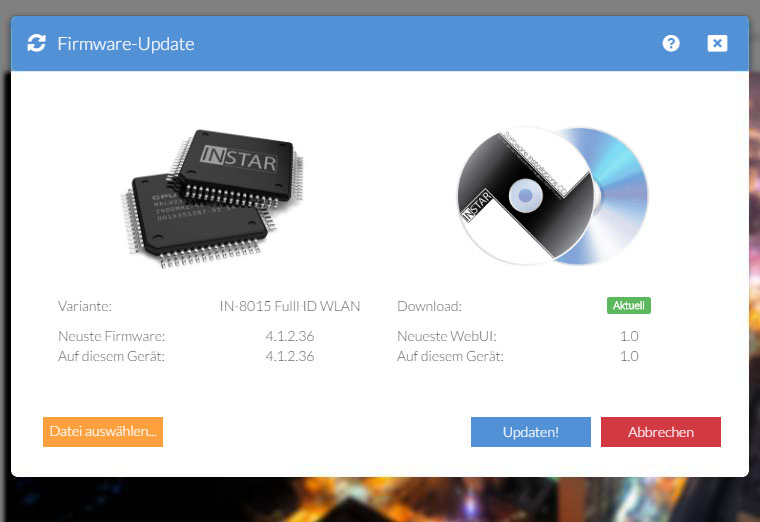 Firmware-Update
INSTAR
INSTAR
Variante:
IN-8015 FullHD WLAN
Neuste Firmware:
4.1.2.36
Auf diesem Gerät:
4.1.2.36
Download:
Aktuell
Neueste WebUI:
1.0
Auf diesem Gerät:
1.0
Datei auswählen...
Updaten!
Abbrechen